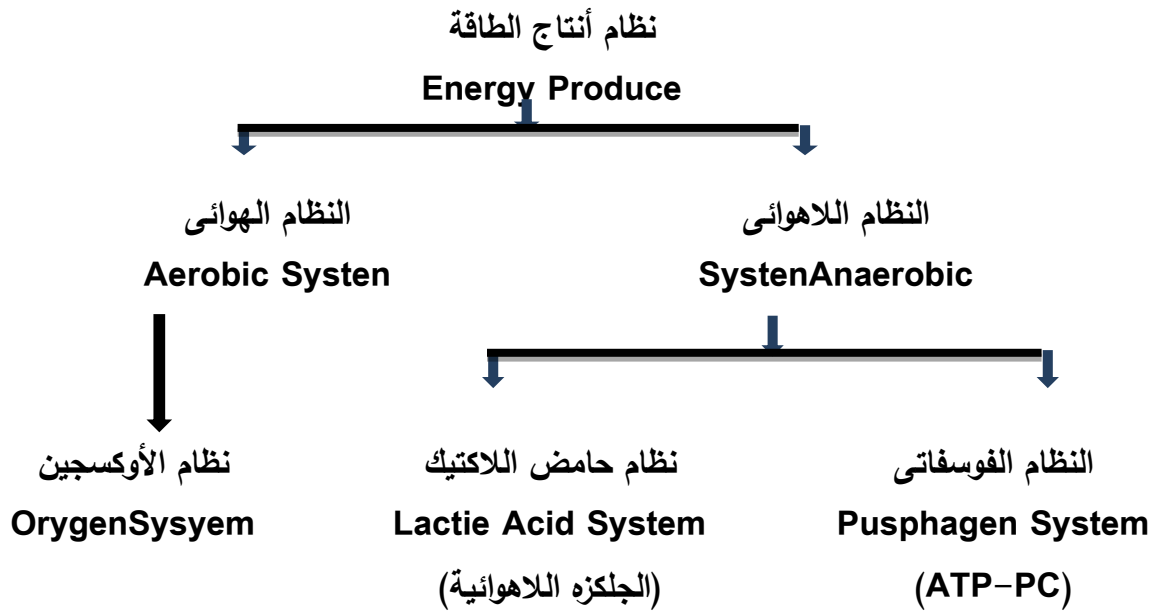 نظام أنتاج الطاقة
Energy Produce
النظام اللاهوائى
SystenAnaerobic
النظام الهوائى
Aerobic Systen
النظام الفوسفاتى
Pusphagen System
(ATP–PC)
نظام حامض اللاكتيك
Lactie Acid System
(الجلكزه اللاهوائية)
نظام الأوكسجين
OrygenSysyem